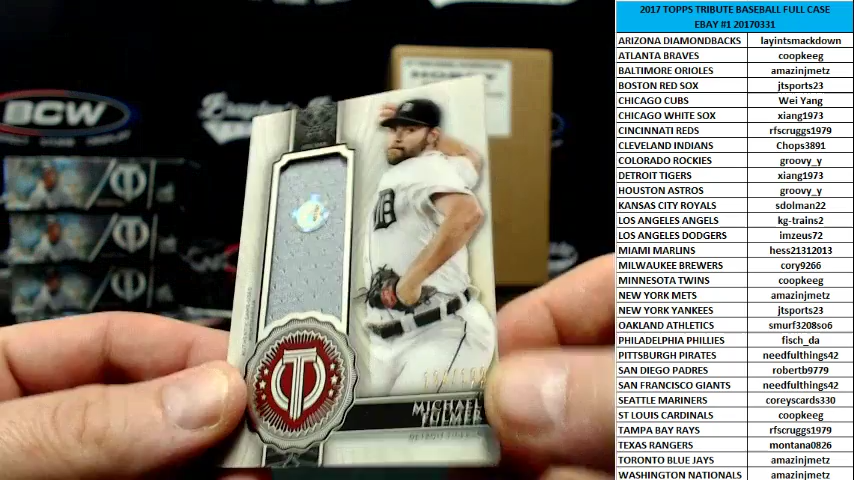 2017 TOPPS TRIBUTE BASEBALL FULL CASE
EBAY #1 20170331
ARIZONA DIAMONDBACKS layintsmackdown
ATLANTA BRAVES coopkeeg
BALTIMORE ORIOLES amazinjmetz
BOSTON RED SOX jtsports23
CHICAGO CUBS Wei Yang
CHICAGO WHITE SOX xiang1973
CINCINNATI REDS rfscruggs1979
CLEVELAND INDIANS Chops3891
COLORADO ROCKIES groovy_y
DETROIT TIGERS xiang1973
HOUSTON ASTROS groovy_y
KANSAS CITY ROYALS sdolman22
LOS ANGELES ANGELS kg-trains2
LOS ANGELES DODGERS imzeus72
MIAMI MARLINS hess21312013
MILWAUKEE BREWERS cory9266
MINNESOTA TWINS coopkeeg
NEW YORK METS amazinjmetz
NEW YORK YANKEES jtsports23
OAKLAND ATHLETICS smurf3208so6
PHILADELPHIA PHILLIES fisch_da
PITTSBURGH PIRATES needfulthings42
SAN DIEGO PADRES robertb9779
SAN FRANCISCO GIANTS needfulthings42
SEATTLE MARINERS coreyscards330
ST LOUIS CARDINALS coopkeeg
TAMPA BAY RAYS rfscruggs1979
TEXAS RANGERS montana0826
TORONTO BLUE JAYS amazinjmetz
WASHINGTON NATIONALS amazinjmetz
BCW
MICHAEL
FULMER